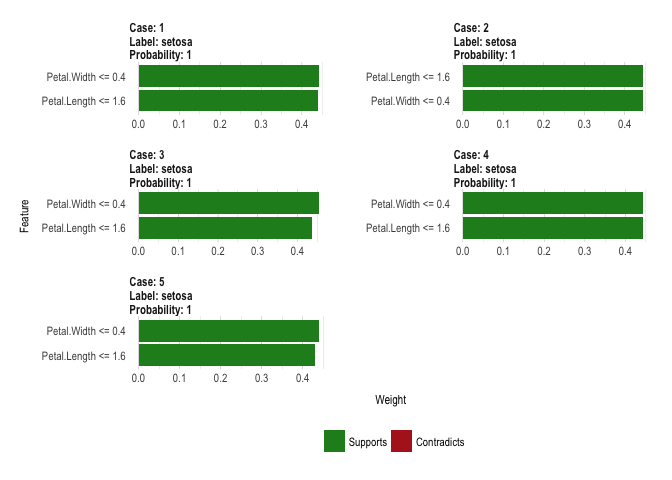 Case: 1
Label: setosa
Probability: 1
Petal.Width <= 0.4
Petal.Length <= 1.6
0.0 0.1 0.2 0.3 0.4
Case: 2
Label: setosa
Probability: 1
Petal.Length <= 1.6
Petal.Width <= 0.4
0.0 0.1 0.2 0.3 0.4
Case: 3
Label: setosa
Probability: 1
Petal.Width <= 0.4
Petal.Length <= 1.6
0.0 0.1 0.2 0.3 0.4
Case: 4
Label: setosa
Probability: 1
Petal.Width <= 0.4
Petal.Length <= 1.6
0.0 0.1 0.2 0.3 0.4
Feature
Case: 5
Label: setosa
Probability: 1
Petal.Width <= 0.4
Petal.Length <= 1.6
0.0 0.1 0.2 0.3 0.4
Weight
Supports Contradicts